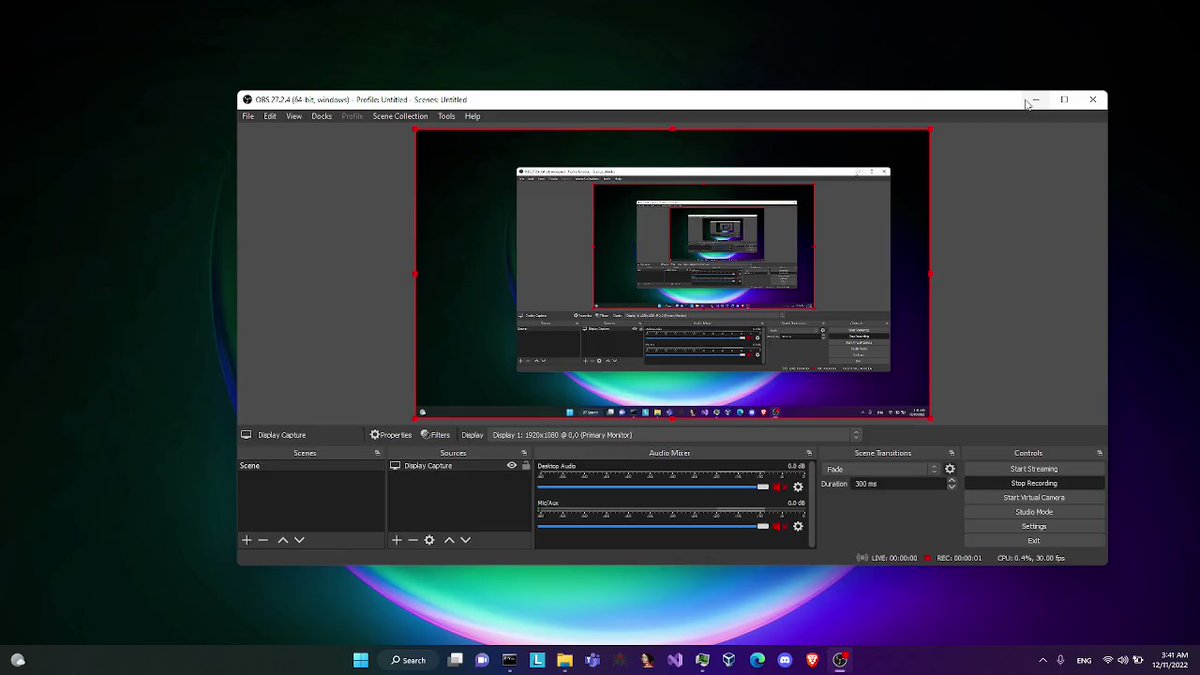 OBS 27.2.4 (64-bit, windows) - Profile: Untitled - Scenes: Untitled
File Edit View Docks Profile Scene Collection Tools Help
Display Capture Properties Filters Display Display 1: 1920x1080 @ 0,0 (Primary Monitor)
Scenes Sources Audio Mixer Scene Transitions Controls
Scene
Display Capture
Desktop Audio 0.0 dB
Mic/Aux 0.0 dB
Fade
Duration 300 ms
Start Streaming
Stop Recording
Start Virtual Camera
Studio Mode
Settings
Exit
LIVE: 00:00:00 REC: 00:00:01 CPU: 0.4%, 30.00 fps
Search
ENG
3:41 AM
12/11/2022